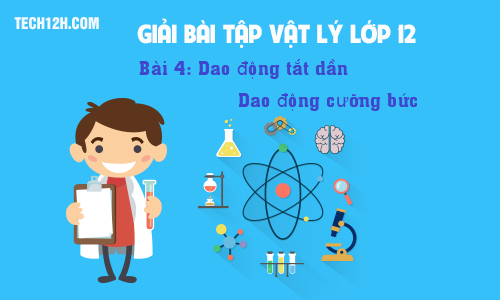 TECH12H.COM
GIẢI BÀI TẬP VẬT LÝ LỚP 12
Bài 4: Dao động tắt dần
Dao động cưỡng bức